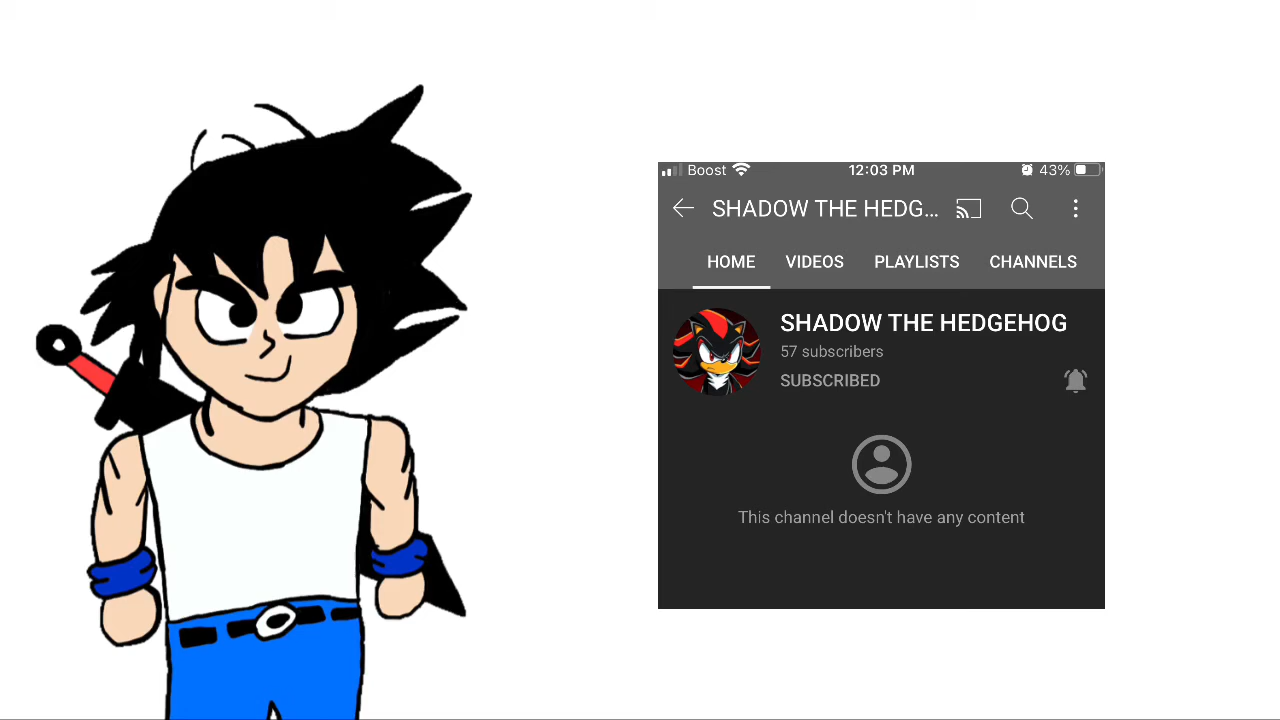 Boost 12:03 PM 43%
SHADOW THE HEDG...
HOME VIDEOS PLAYLISTS CHANNELS
SHADOW THE HEDGEHOG
57 subscribers
SUBSCRIBED
This channel doesn't have any content